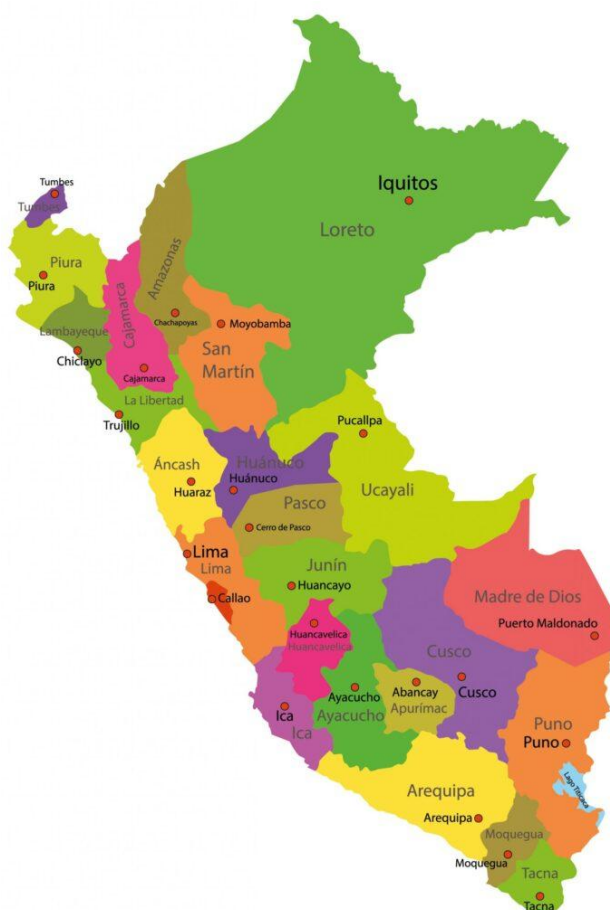 Tumbes
Tumbes
Iquitos
Loreto
Piura
Piura
Amazonas
Cajamarca
Chachapoyas
Moyobamba
Lambayeque
Chiclayo
San
Martín
Cajamarca
La Libertad
Trujillo
Pucallpa
Áncash
Huaraz
Huánuco
Huánuco
Ucayali
Pasco
Cerro de Pasco
Lima
Lima
Junín
Huancayo
Callao
Madre de Dios
Puerto Maldonado
Huancavelica
Huancavelica
Cusco
Cusco
Ayacucho
Ayacucho
Abancay
Apurímac
Ica
Ica
Puno
Puno
Lago Titicaca
Arequipa
Arequipa
Moquegua
Moquegua
Tacna
Tacna